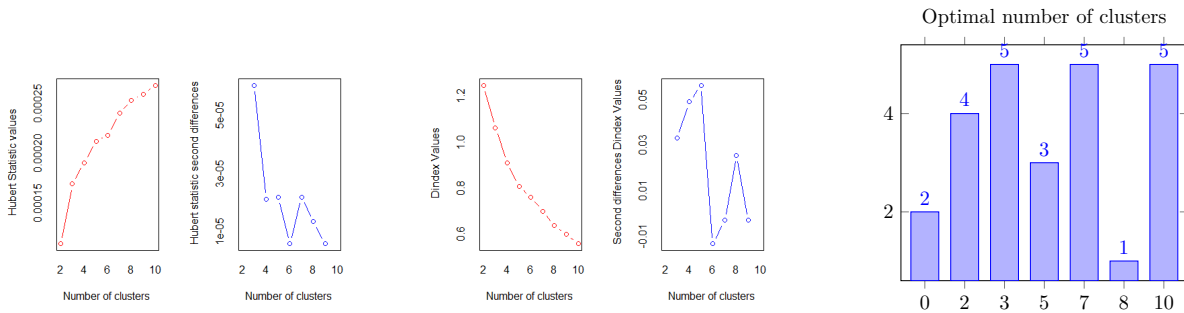 Hubert Statistic values
0.00015 0.00020 0.00025
2 4 6 8 10
Number of clusters
Hubert statistic second differences
1e-05 3e-05 5e-05
2 4 6 8 10
Number of clusters
Dindex Values
0.6 0.8 1.0 1.2
2 4 6 8 10
Number of clusters
Second differences Dindex Values
-0.01 0.01 0.03 0.05
2 4 6 8 10
Number of clusters
Optimal number of clusters
4
2
2 4 5 3 5 1 5
0 2 3 5 7 8 10